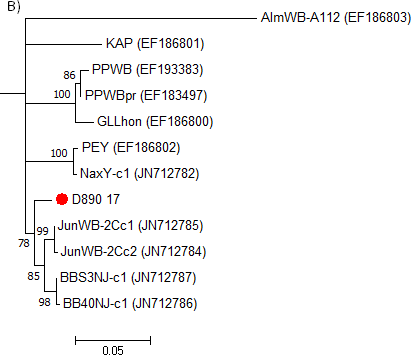 B)
AlmWB-A112 (EF186803)
KAP (EF186801)
86
PPWB (EF193383)
100
PPWBpr (EF183497)
GLLhon (EF186800)
100
PEY (EF186802)
NaxY-c1 (JN712782)
D890 17
78
99
JunWB-2Cc1 (JN712785)
JunWB-2Cc2 (JN712784)
85
BBS3NJ-c1 (JN712787)
98
BB40NJ-c1 (JN712786)
0.05